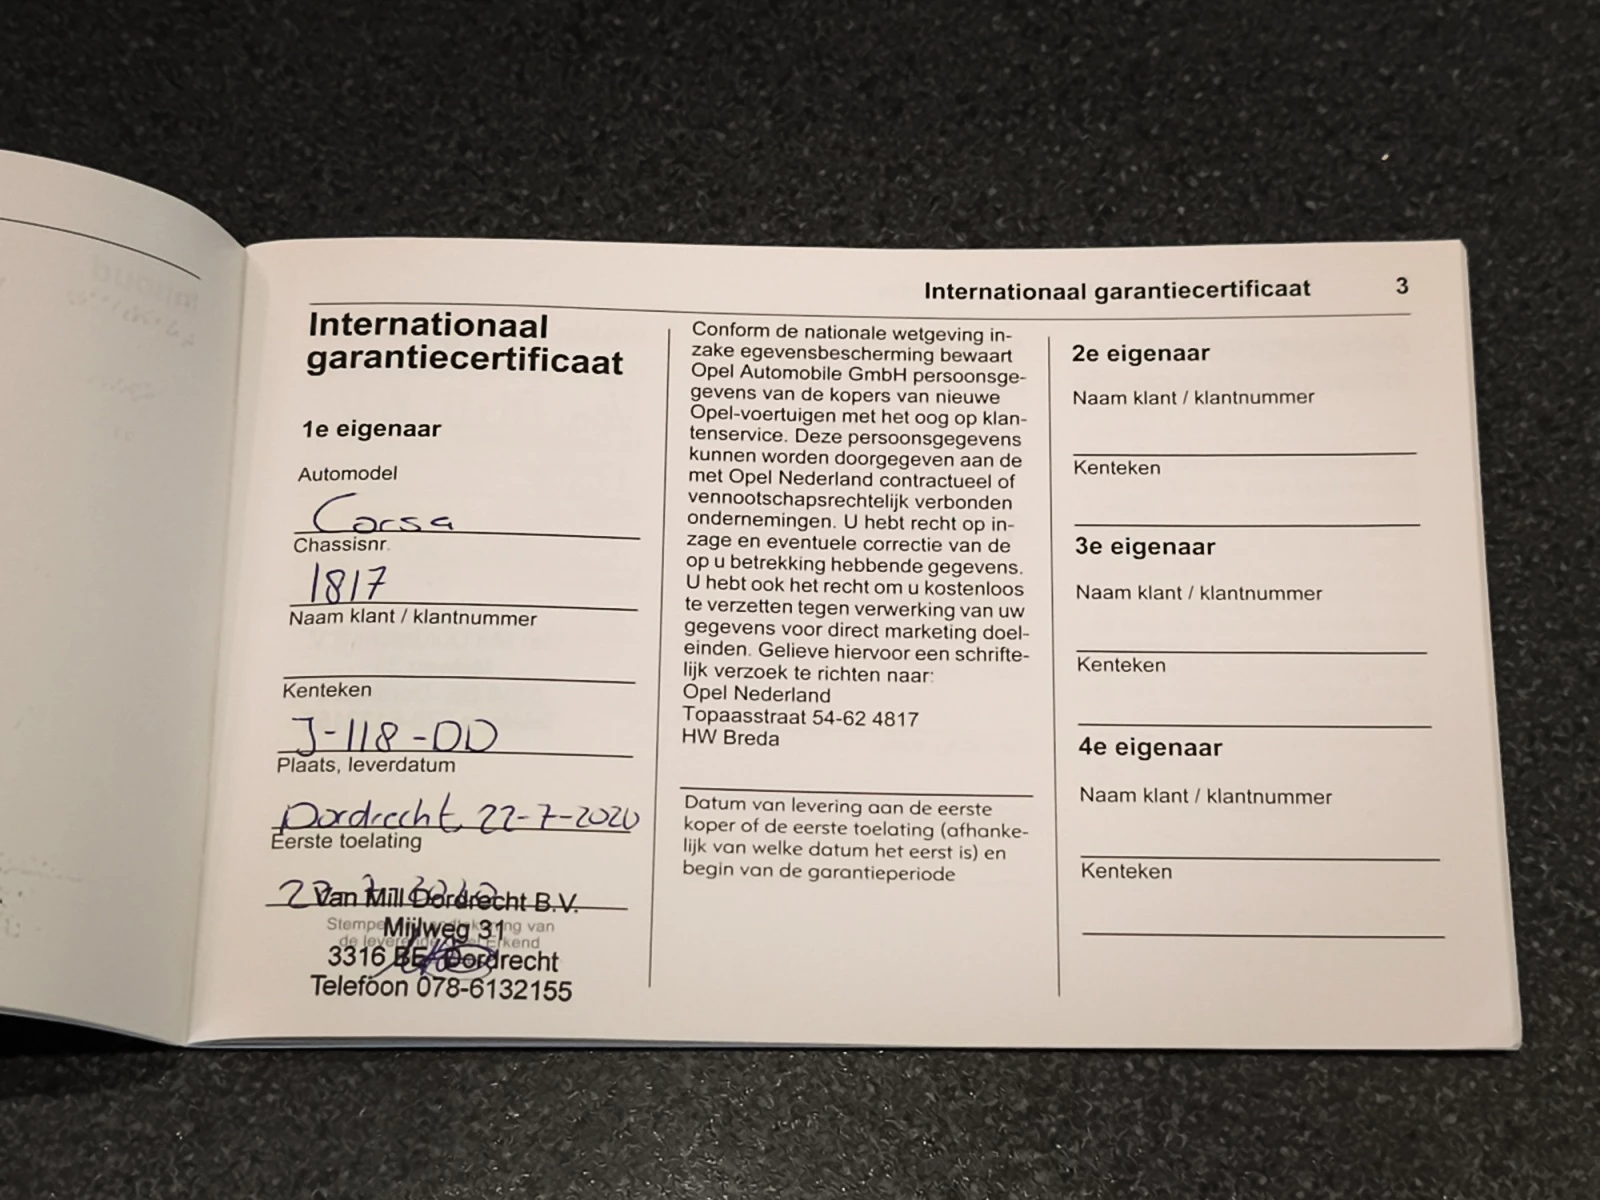 Internationaal garantiecertificaat 3
Internationaal
garantiecertificaat
1e eigenaar
Automodel
Corsa
Chassisnr.
1817
Naam klant / klantnummer
Kenteken
J-118-DD
Plaats, leverdatum
Dordrecht, 22-7-2020
Eerste toelating
Van Mill Dordrecht B.V.
Mijlweg 31
3316 BE Dordrecht
Telefoon 078-6132155
Conform de nationale wetgeving in-
zake egevensbescherming bewaart
Opel Automobile GmbH persoonsge-
gevens van de kopers van nieuwe
Opel-voertuigen met het oog op klan-
tenservice. Deze persoonsgegevens
kunnen worden doorgegeven aan de
met Opel Nederland contractueel of
vennootschapsrechtelijk verbonden
ondernemingen. U hebt recht op in-
zage en eventuele correctie van de
op u betrekking hebbende gegevens.
U hebt ook het recht om u kostenloos
te verzetten tegen verwerking van uw
gegevens voor direct marketing doel-
einden. Gelieve hiervoor een schrifte-
lijk verzoek te richten naar:
Opel Nederland
Topaasstraat 54-62 4817
HW Breda
Datum van levering aan de eerste
koper of de eerste toelating (afhanke-
lijk van welke datum het eerst is) en
begin van de garantieperiode
2e eigenaar
Naam klant / klantnummer
Kenteken
3e eigenaar
Naam klant / klantnummer
Kenteken
4e eigenaar
Naam klant / klantnummer
Kenteken